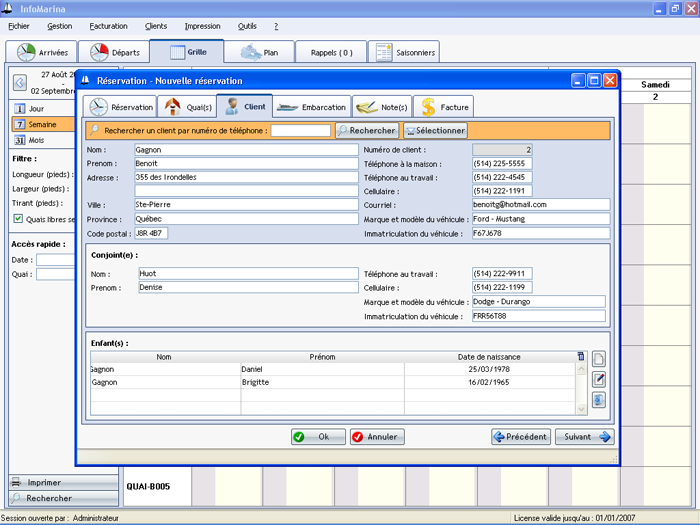 InfoMarina
Fichier Gestion Facturation Clients Impression Outils ?
Arrivées Départs Grille Plan Rappels ( 0 ) Saisonniers
27 Août 20
02 Septembre
Samedi
2
Jour
Semaine
Mois
Filtre :
Longueur (pieds) :
Largeur (pieds) :
Tirant (pieds) :
Quais libres se
Accès rapide :
Date :
Quai :
Réservation - Nouvelle réservation
Réservation Quai(s) Client Embarcation Note(s) Facture
Rechercher un client par numéro de téléphone : Rechercher Sélectionner
Nom : Gagnon Numéro de client : 2
Prenom : Benoit Téléphone à la maison : (514) 225-5555
Adresse : 355 des Irondelles Téléphone au travail : (514) 222-4545
Cellulaire : (514) 222-1191
Ville : Ste-Pierre Courriel : benoitg@hotmail.com
Province : Québec Marque et modèle du véhicule : Ford - Mustang
Code postal : J8R 4B7 Immatriculation du véhicule : F67J678
Conjoint(e) :
Nom : Huot Téléphone au travail : (514) 222-9911
Prenom : Denise Cellulaire : (514) 222-1199
Marque et modèle du véhicule : Dodge - Durango
Immatriculation du véhicule : FRR56T88
Enfant(s) :
Nom Prénom Date de naissance
Gagnon Daniel 25/03/1978
Gagnon Brigitte 16/02/1965
Ok Annuler Précédent Suivant
Imprimer
Rechercher
QUAI-B005
Session ouverte par : Administrateur License valide jusqu'au : 01/01/2007